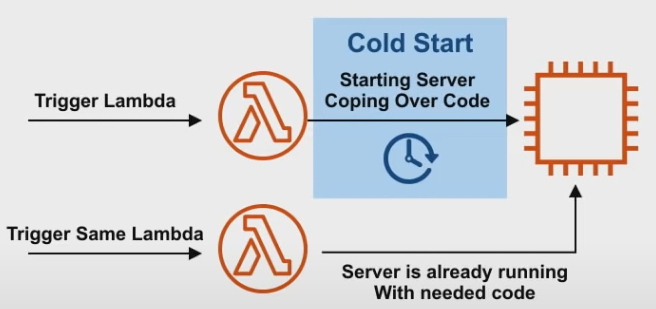 Cold Start
Trigger Lambda
Starting Server
Coping Over Code
Trigger Same Lambda
Server is already running
With needed code